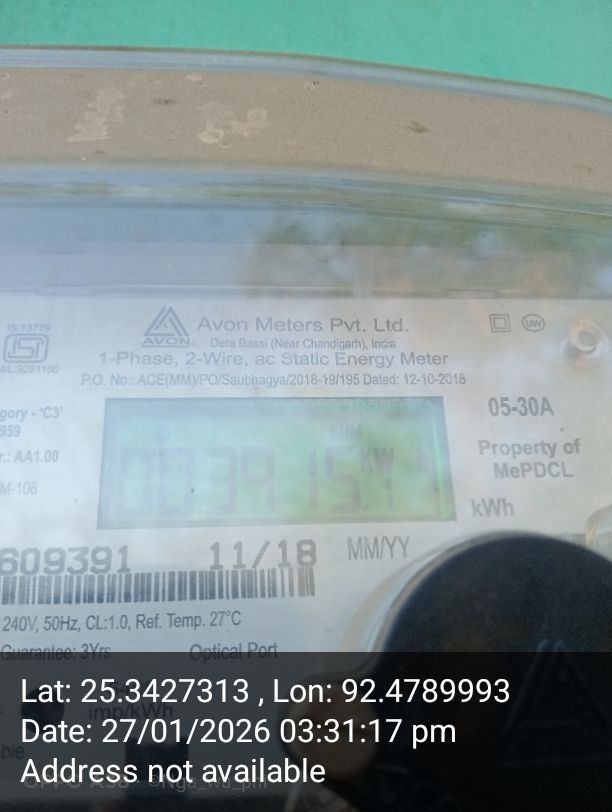 IS:13779
Avon Meters Pvt. Ltd.
AVON
Dera Bassi (Near Chandigarh), India
1-Phase, 2-Wire, ac Static Energy Meter
M/L:9281150
P.O. No.: ACE(MM)/PO/Saubhagya/2018-19/195 Dated: 12-10-2018
UW
05-30A
gory - 'C3'
959
r.: AA1.00
M-106
CUM
KW
Property of
MePDCL
kWh
609391 11/18 MM/YY
240V, 50Hz, CL:1.0, Ref. Temp. 27°C
Guarantee: 3Yrs.
Optical Port
imp/kWh
Lat: 25.3427313 , Lon: 92.4789993
Date: 27/01/2026 03:31:17 pm
Address not available